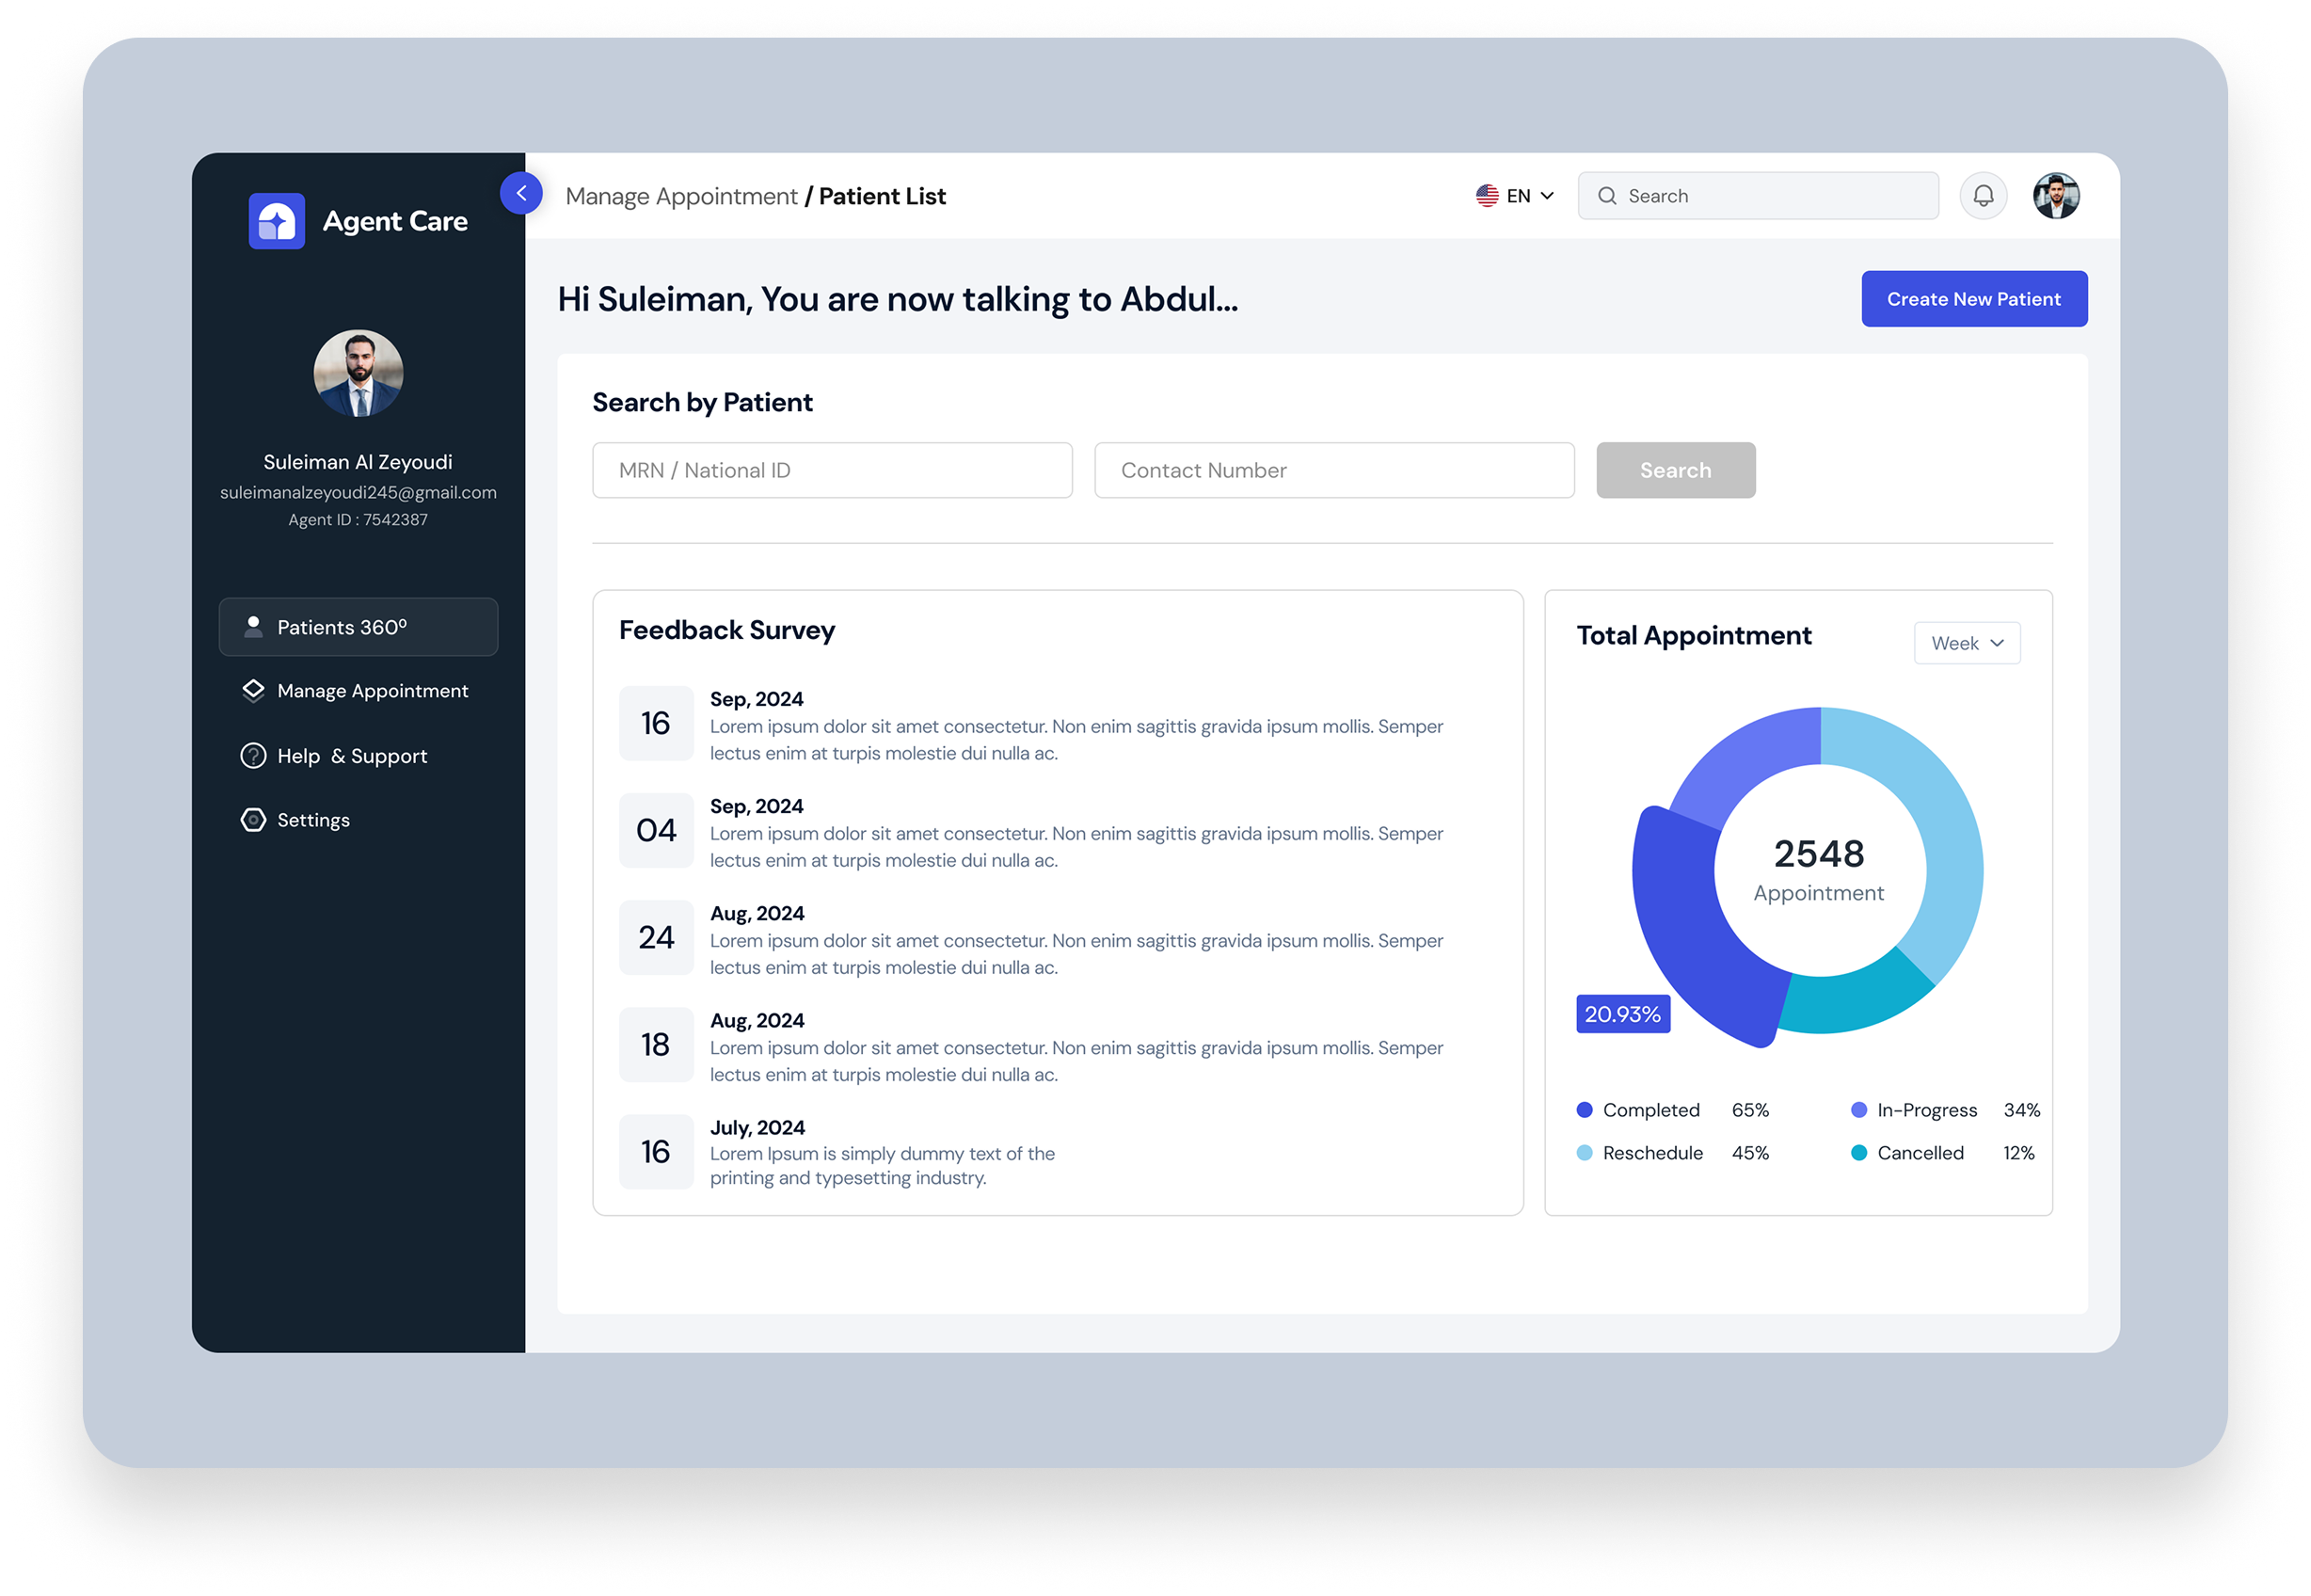 Agent Care
Suleiman Al Zeyoudi
suleimanalzeyoudi245@gmail.com
Agent ID : 7542387
Patients 360º
Manage Appointment
Help & Support
Settings
Manage Appointment / Patient List
EN
Search
Hi Suleiman, You are now talking to Abdul...
Create New Patient
Search by Patient
MRN / National ID
Contact Number
Search
Feedback Survey
16
Sep, 2024
Lorem ipsum dolor sit amet consectetur. Non enim sagittis gravida ipsum mollis. Semper
lectus enim at turpis molestie dui nulla ac.
04
Sep, 2024
Lorem ipsum dolor sit amet consectetur. Non enim sagittis gravida ipsum mollis. Semper
lectus enim at turpis molestie dui nulla ac.
24
Aug, 2024
Lorem ipsum dolor sit amet consectetur. Non enim sagittis gravida ipsum mollis. Semper
lectus enim at turpis molestie dui nulla ac.
18
Aug, 2024
Lorem ipsum dolor sit amet consectetur. Non enim sagittis gravida ipsum mollis. Semper
lectus enim at turpis molestie dui nulla ac.
16
July, 2024
Lorem Ipsum is simply dummy text of the
printing and typesetting industry.
Total Appointment
Week
2548
Appointment
20.93%
Completed 65%
In-Progress 34%
Reschedule 45%
Cancelled 12%